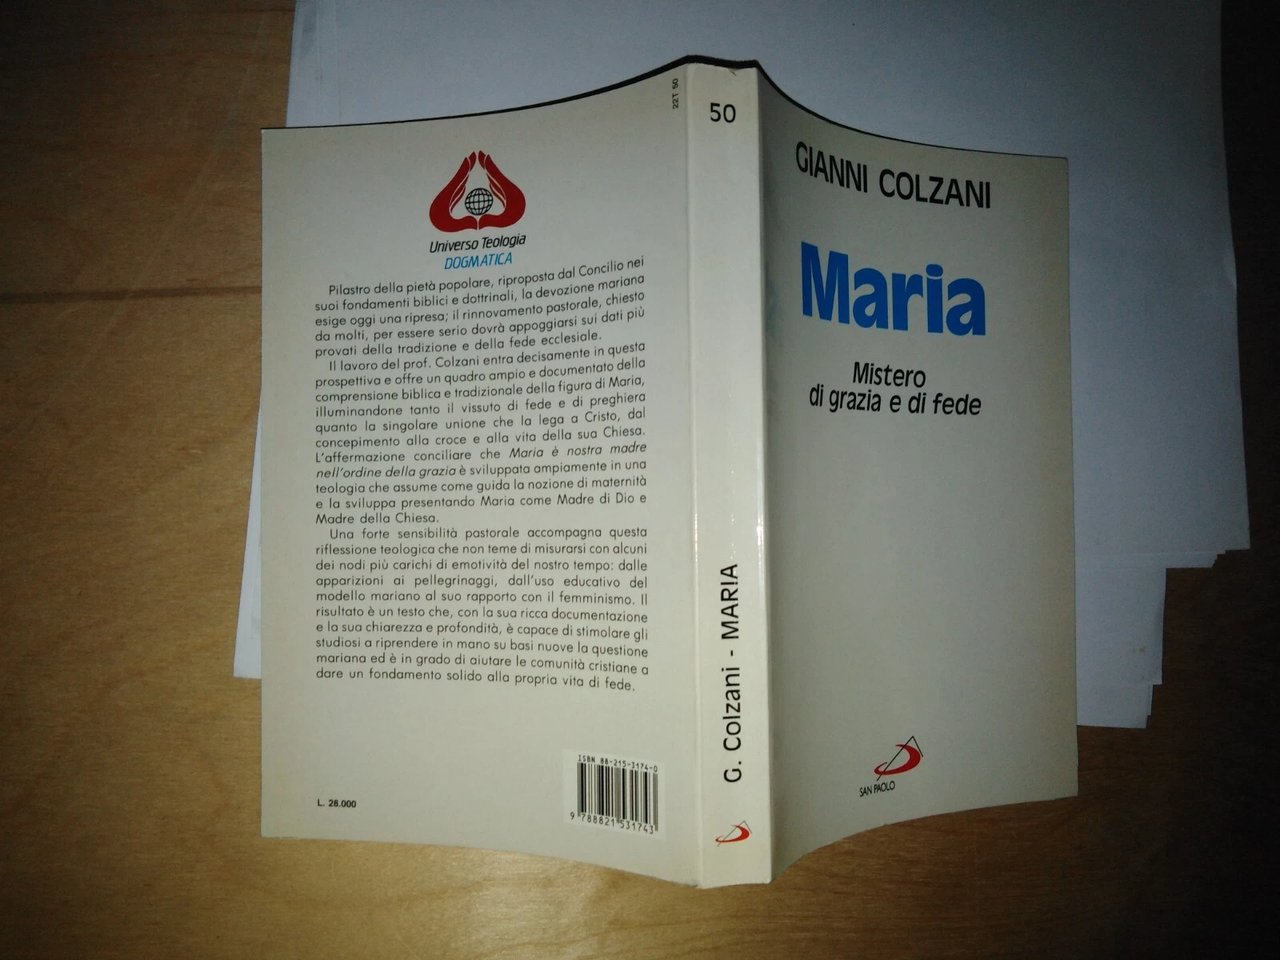 22T 50
Universo Teologia
DOGMATICA
Pilastro della pietà popolare, riproposta dal Concilio nei
suoi fondamenti biblici e dottrinali, la devozione mariana
esige oggi una ripresa; il rinnovamento pastorale, chiesto
da molti, per essere serio dovrà appoggiarsi sui dati più
provati della tradizione e della fede ecclesiale.
Il lavoro del prof. Colzani entra decisamente in questa
prospettiva e offre un quadro ampio e documentato della
comprensione biblica e tradizionale della figura di Maria,
illuminandone tanto il vissuto di fede e di preghiera
quanto la singolare unione che la lega a Cristo, dal
concepimento alla croce e alla vita della sua Chiesa.
L'affermazione conciliare che Maria è nostra madre
nell'ordine della grazia è sviluppata ampiamente in una
teologia che assume come guida la nozione di maternità
e la sviluppa presentando Maria come Madre di Dio e
Madre della Chiesa.
Una forte sensibilità pastorale accompagna questa
riflessione teologica che non teme di misurarsi con alcuni
dei nodi più carichi di emotività del nostro tempo: dalle
apparizioni ai pellegrinaggi, dall'uso educativo del
modello mariano al suo rapporto con il femminismo. Il
risultato è un testo che, con la sua ricca documentazione
e la sua chiarezza e profondità, è capace di stimolare gli
studiosi a riprendere in mano su basi nuove la questione
mariana ed è in grado di aiutare le comunità cristiane a
dare un fondamento solido alla propria vita di fede.
L. 26.000
ISBN 88-215-3174-0
9 788821 531743
50
G. Colzani - MARIA
GIANNI COLZANI
Maria
Mistero
di grazia e di fede
SAN PAOLO